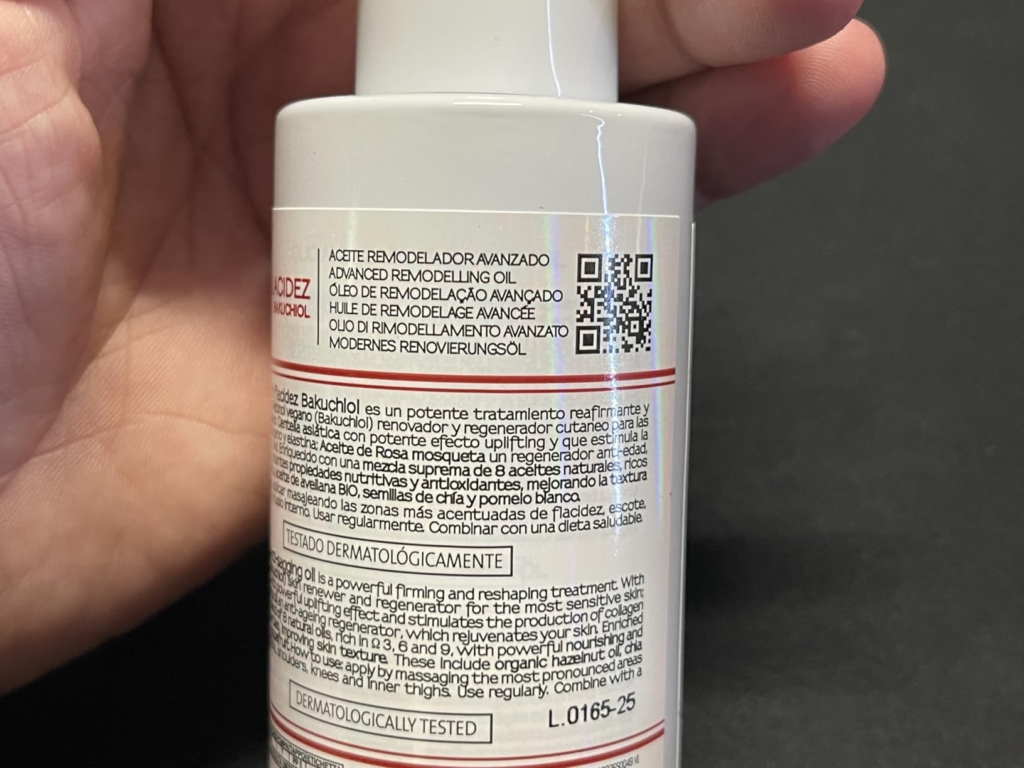 ACIDEZ
BAKUCHIOL
ACEITE REMODELADOR AVANZADO
ADVANCED REMODELLING OIL
ÓLEO DE REMODELAÇÃO AVANÇADO
HUILE DE REMODELAGE AVANCÉE
OLIO DI RIMODELLAMENTO AVANZATO
MODERNES RENOVIERUNGSÖL
Bakuchiol es un potente tratamiento reafirmante y
vegano (Bakuchiol) renovador y regenerador cutáneo para las
Centella asiática con potente efecto uplifting y que estimula la
y elastina; Aceite de Rosa mosqueta un regenerador anti-edad,
enriquecido con una mezcla suprema de 8 aceites naturales, ricos
propiedades nutritivas y antioxidantes, mejorando la textura
de avellana BIO, semillas de chía y pomelo blanco.
masajeando las zonas más acentuadas de flacidez, escote,
interno. Usar regularmente. Combinar con una dieta saludable
TESTADO DERMATOLÓGICAMENTE
oil is a powerful firming and reshaping treatment. With
skin renewer and regenerator for the most sensitive skin;
powerful uplifting effect and stimulates the production of collagen
anti-ageing regenerator, which rejuvenates your skin. Enriched
natural oils, rich in Ω 3, 6 and 9, with powerful nourishing and
improving skin texture. These include organic hazelnut oil, chia
How to use: apply by massaging the most pronounced areas
shoulders, knees and inner thighs. Use regulary. Combine with a
DERMATOLOGICALLY TESTED
L.0165-25